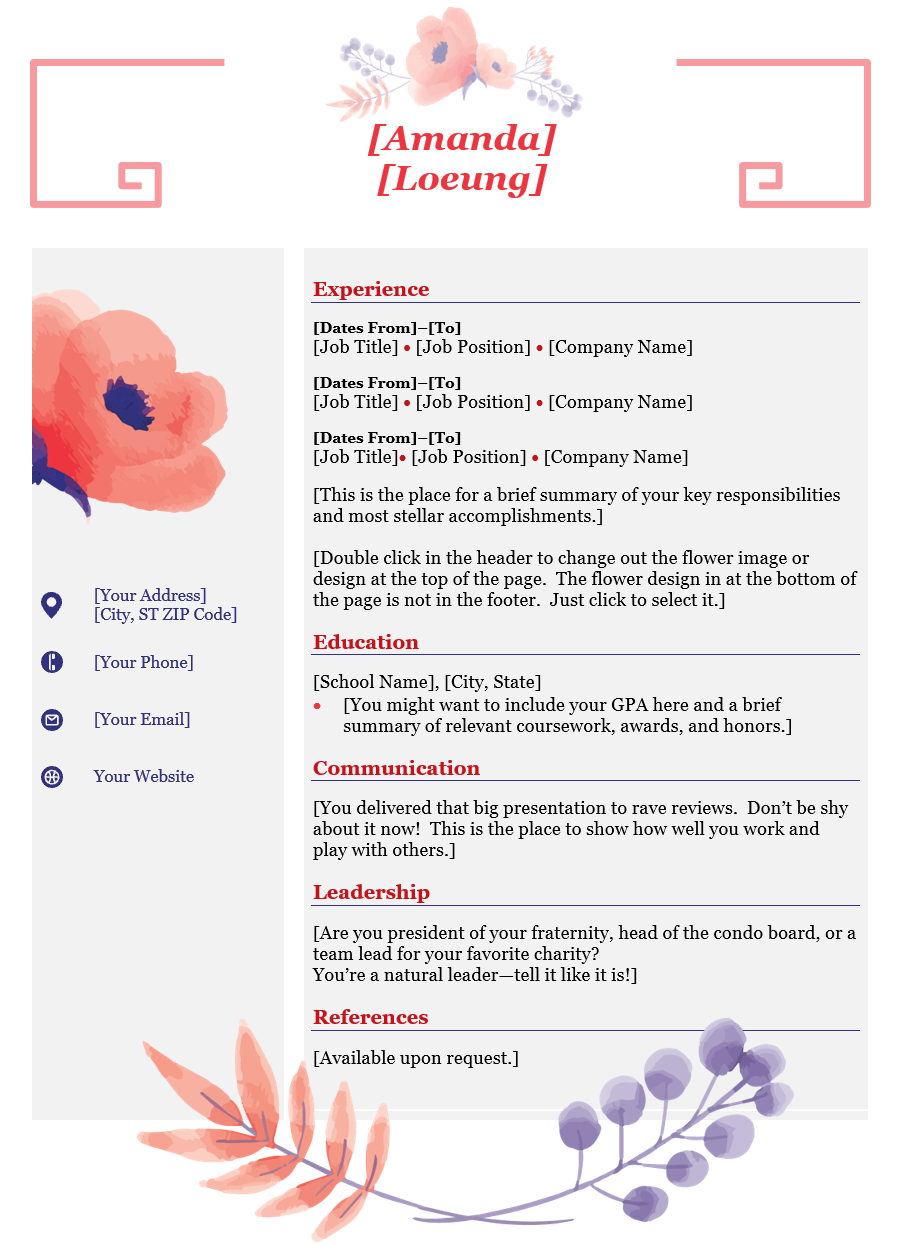 [Amanda]
[Loeung]
[Your Address]
[City, ST ZIP Code]
[Your Phone]
[Your Email]
Your Website
Experience
[Dates From]–[To]
[Job Title] • [Job Position] • [Company Name]
[Dates From]–[To]
[Job Title] • [Job Position] • [Company Name]
[Dates From]–[To]
[Job Title]• [Job Position] • [Company Name]
[This is the place for a brief summary of your key responsibilities
and most stellar accomplishments.]
[Double click in the header to change out the flower image or
design at the top of the page.  The flower design in at the bottom of
the page is not in the footer.  Just click to select it.]
Education
[School Name], [City, State]
• [You might want to include your GPA here and a brief
summary of relevant coursework, awards, and honors.]
Communication
[You delivered that big presentation to rave reviews.  Don’t be shy
about it now!  This is the place to show how well you work and
play with others.]
Leadership
[Are you president of your fraternity, head of the condo board, or a
team lead for your favorite charity?
You’re a natural leader—tell it like it is!]
References
[Available upon request.]